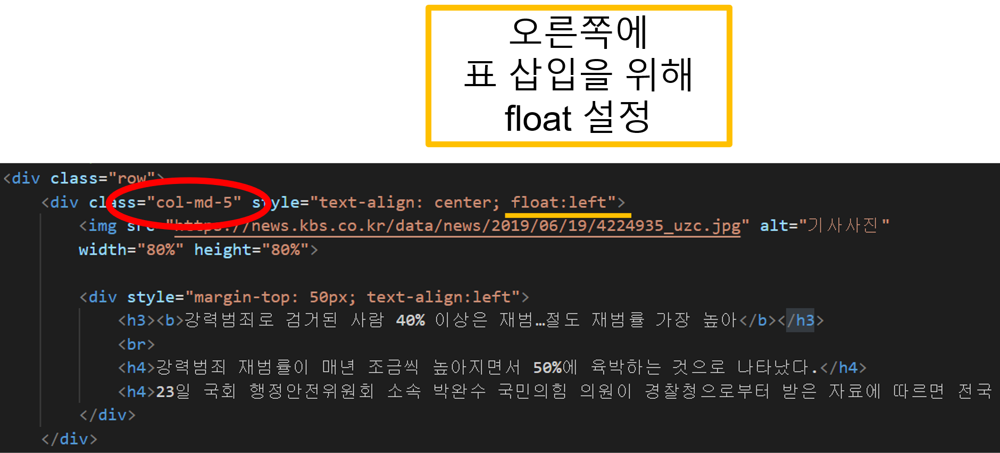 오른쪽에
표 삽입을 위해
float 설정
<div class="row">
<div class="col-md-5" style="text-align: center; float:left">
<img src="https://news.kbs.co.kr/data/news/2019/06/19/4224935_uzc.jpg" alt="기사사진"
width="80%" height="80%">
<div style="margin-top: 50px; text-align:left">
<h3><b>강력범죄로 검거된 사람 40% 이상은 재범…절도 재범률 가장 높아</b></h3>
<br>
<h4>강력범죄 재범률이 매년 조금씩 높아지면서 50%에 육박하는 것으로 나타났다.</h4>
<h4>23일 국회 행정안전위원회 소속 박완수 국민의힘 의원이 경찰청으로부터 받은 자료에 따르면 전국
</div>
</div>